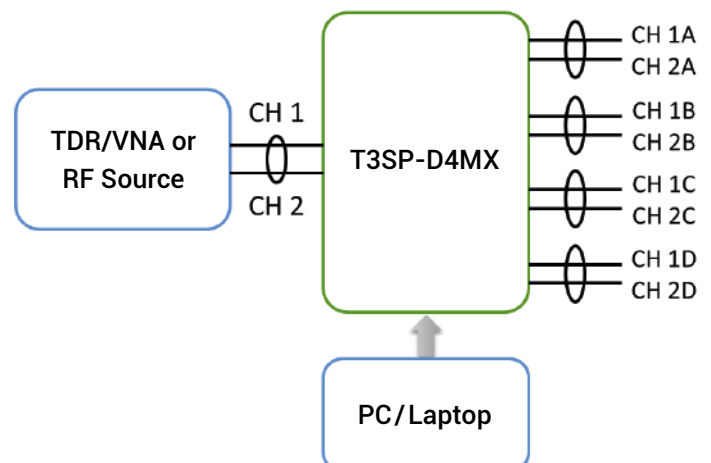 TDR/VNA or
RF Source
CH 1
CH 2
T3SP-D4MX
CH 1A
CH 2A
CH 1B
CH 2B
CH 1C
CH 2C
CH 1D
CH 2D
PC/Laptop